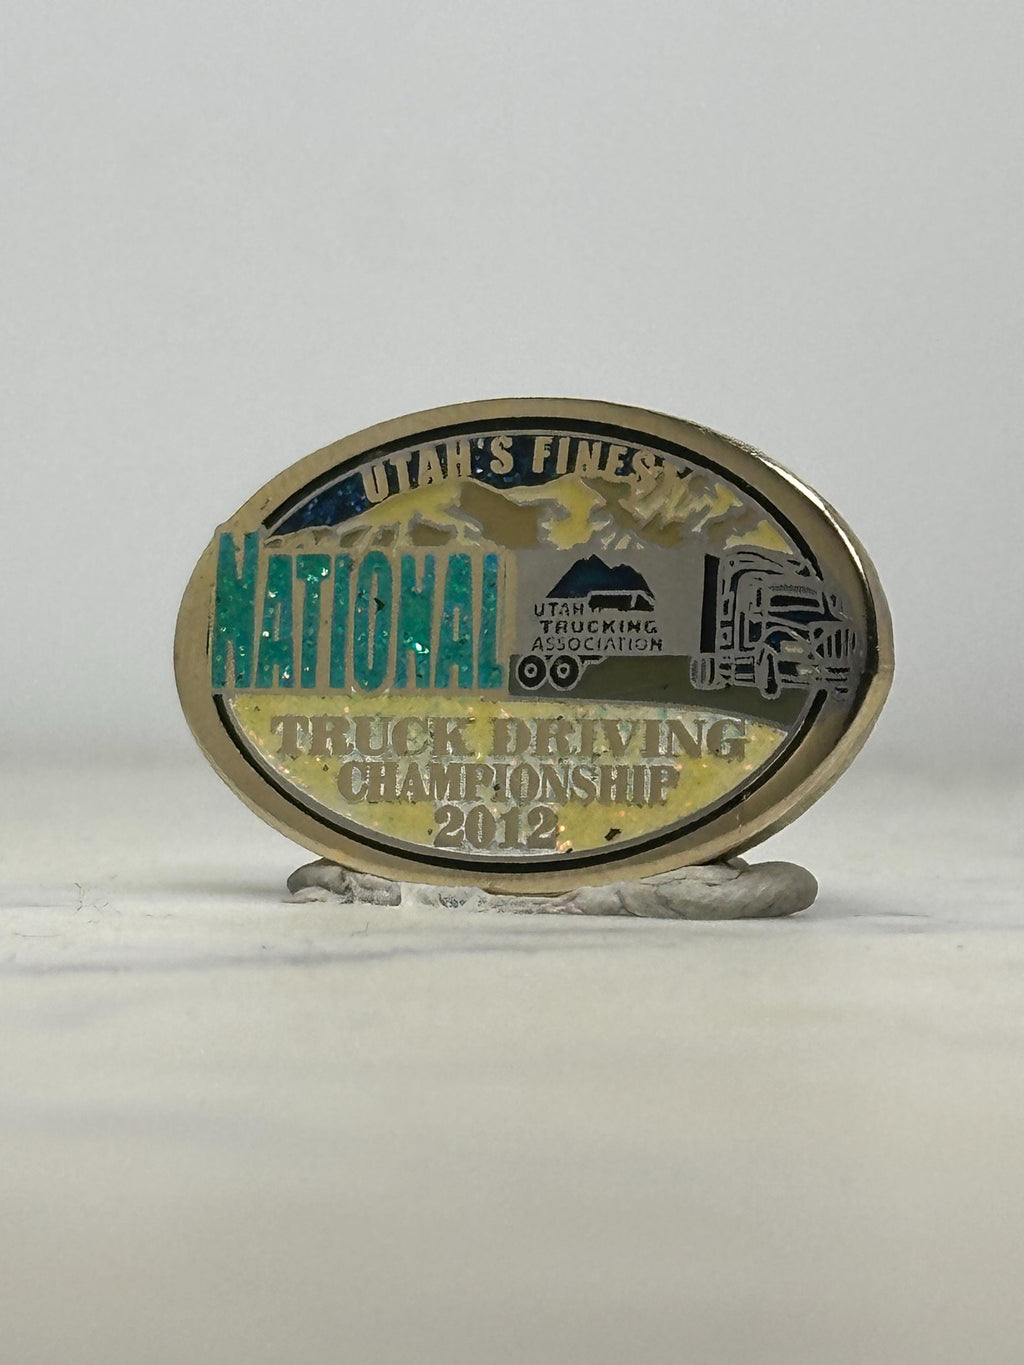 UTAH'S FINEST
NATIONAL
UTAH
TRUCKING
ASSOCIATION
TRUCK DRIVING
CHAMPIONSHIP
2012